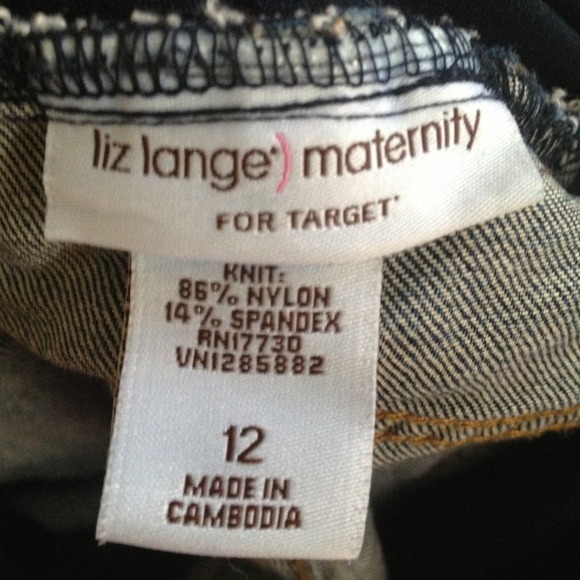 liz lange) maternity
FOR TARGET
KNIT:
86% NYLON
14% SPANDEX
RN17730
VN1285882
12
MADE IN
CAMBODIA